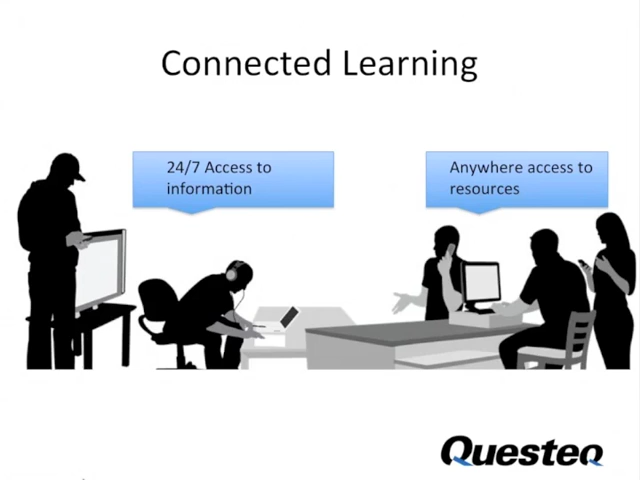 Connected Learning
24/7 Access to
information
Anywhere access to
resources
Questeq